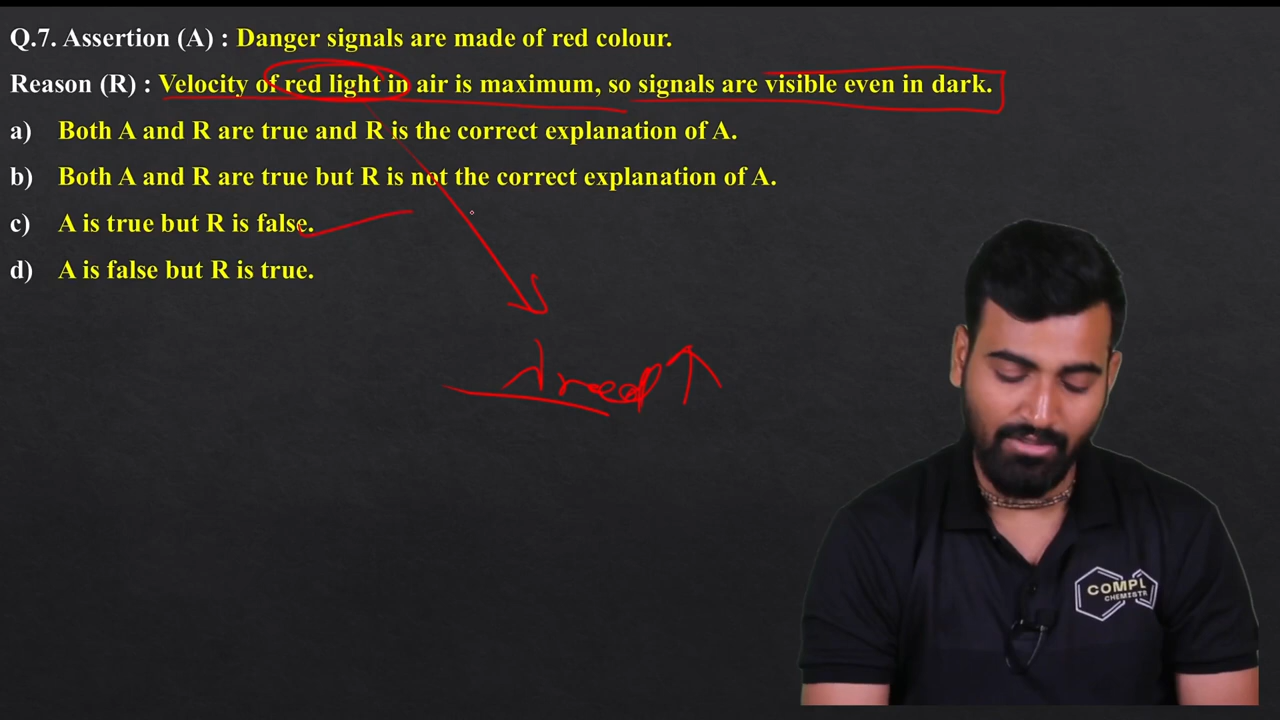 Q.7. Assertion (A) : Danger signals are made of red colour.
Reason (R) : Velocity of red light in air is maximum, so signals are visible even in dark.
a) Both A and R are true and R is the correct explanation of A.
b) Both A and R are true but R is not the correct explanation of A.
c) A is true but R is false.
d) A is false but R is true.
λ red ↑
COMPL
CHEMISTR